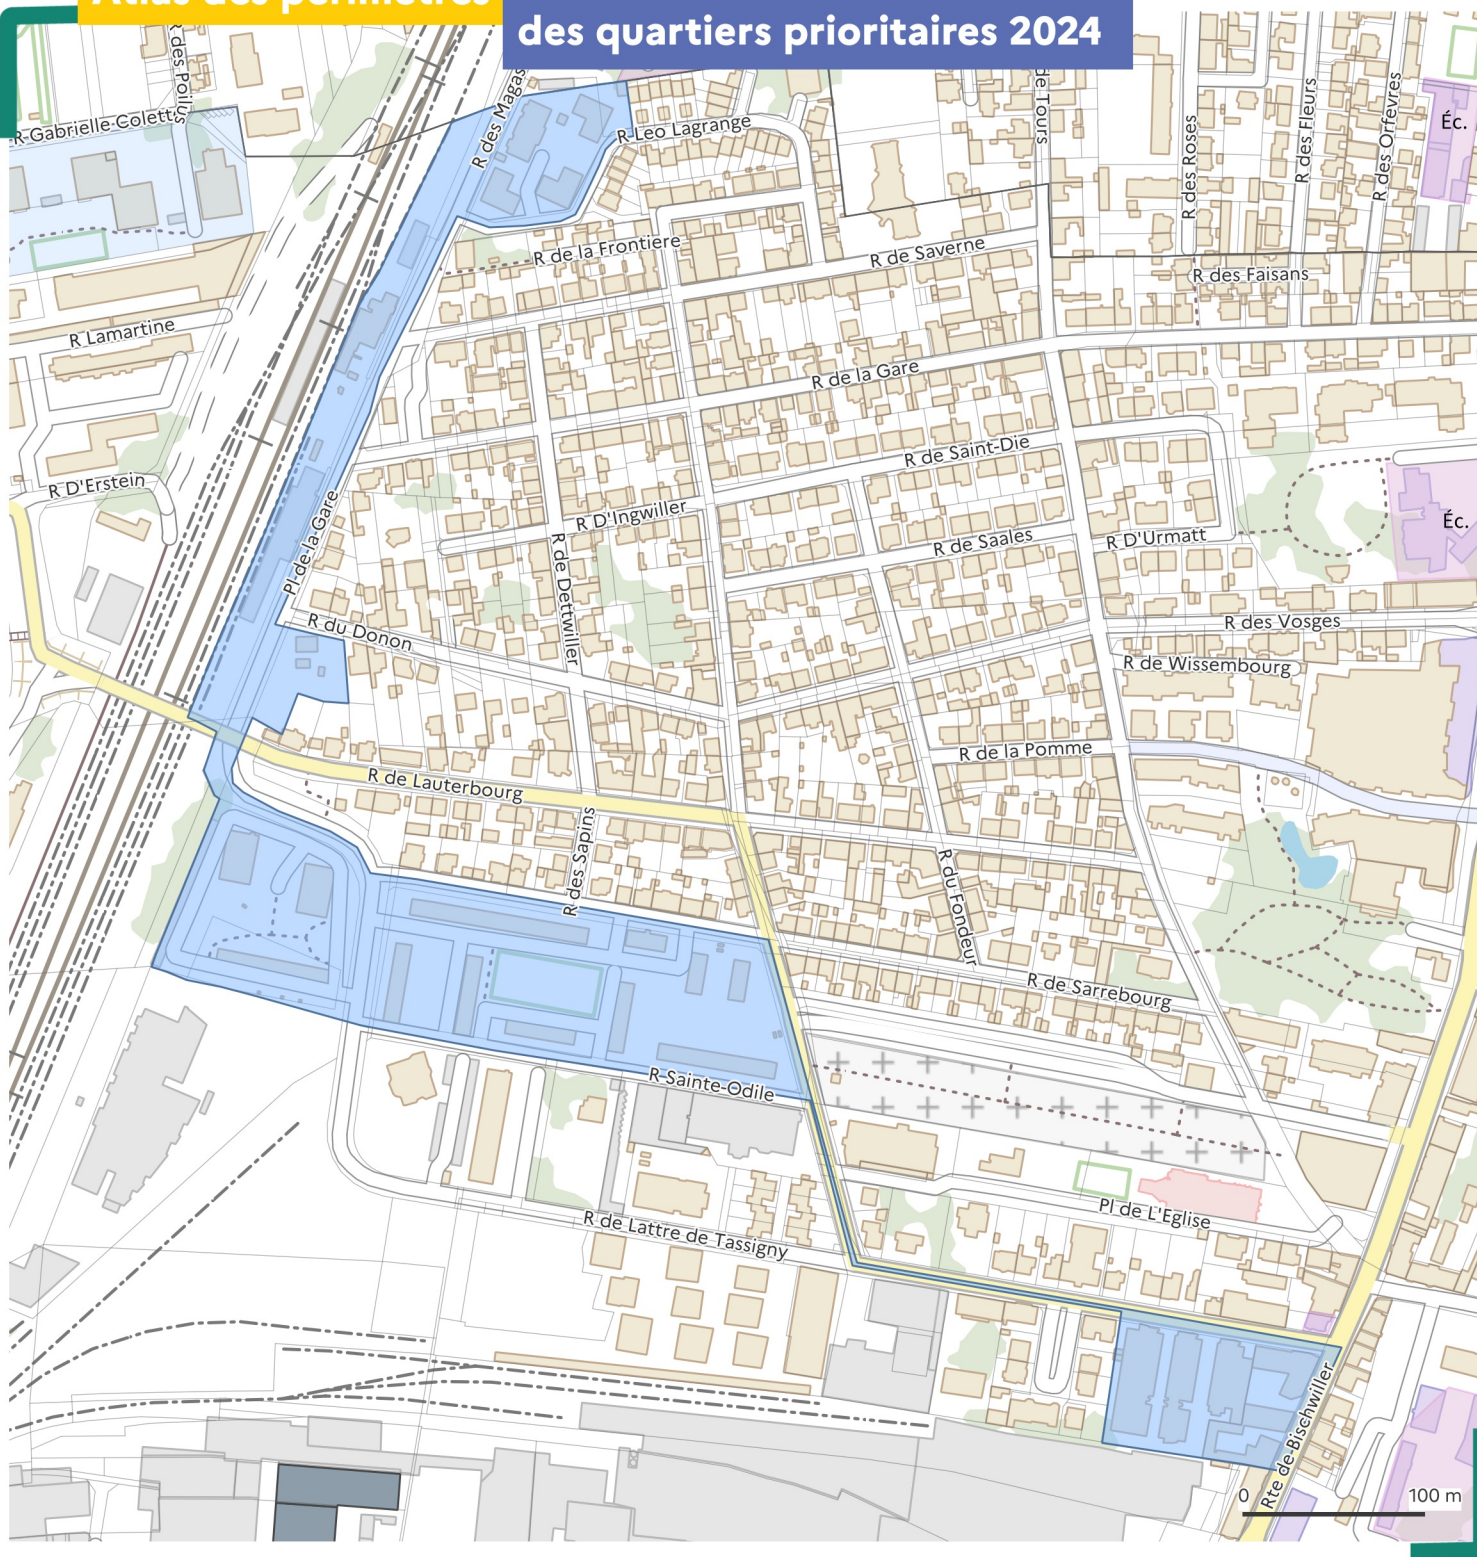 Atlas des périmètres
des quartiers prioritaires 2024
R des Poilus
R Gabrielle-Colette
R des Magas
R Leo Lagrange
de Tours
R des Roses
R des Fleurs
R des Orfevres
Éc.
R de la Frontiere
R de Saverne
R des Faisans
R Lamartine
R de la Gare
R de Saint-Die
R D'Erstein
Pl-de-la-Gare
R D'Ingwiller
R de Dettwiller
R de Saales
R D'Urmatt
Éc.
R du Donon
R des Vosges
R de Wissembourg
R de la Pomme
R de Lauterbourg
R des Sapins
R du Fondeur
R de Sarrebourg
R Sainte-Odile
Pl de L'Eglise
R de Lattre de Tassigny
Rte de-Bischwiller
0 100 m